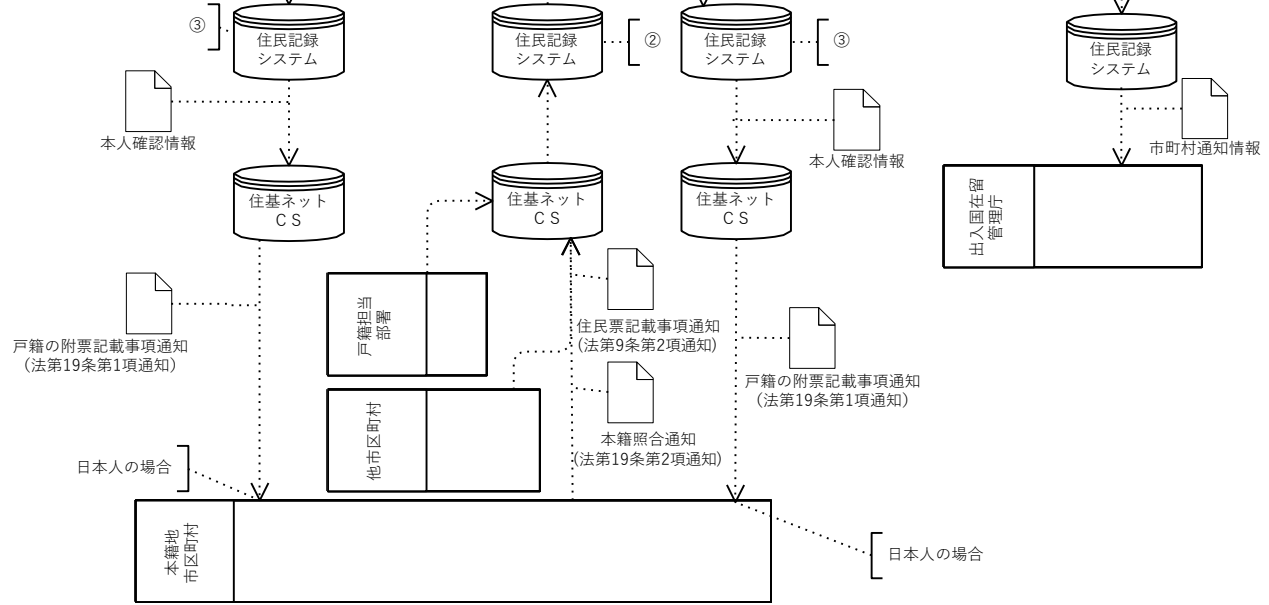 ③
住民記録
システム
住民記録
システム
②
住民記録
システム
③
住民記録
システム
本人確認情報
本人確認情報
市町村通知情報
住基ネット
ＣＳ
住基ネット
ＣＳ
住基ネット
ＣＳ
出入国在留
管理庁
戸籍の附票記載事項通知
(法第19条第1項通知)
戸籍担当
部署
住民票記載事項通知
(法第9条第2項通知)
戸籍の附票記載事項通知
(法第19条第1項通知)
他市区町村
本籍照合通知
(法第19条第2項通知)
日本人の場合
本籍地
市区町村
日本人の場合